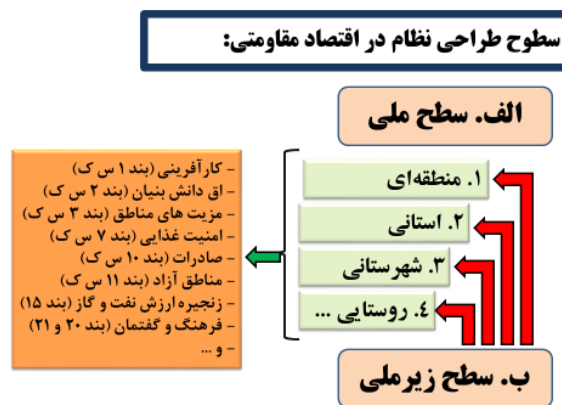 سطوح طراحی نظام در اقتصاد مقاومتی:
الف. سطح ملی
۱. منطقه‌ای
۲. استانی
۳. شهرستانی
۴. روستایی ...
ب. سطح زیرملی
- کارآفرینی (بند ۱ س ک)
- اق دانش بنیان (بند ۲ س ک)
- مزیت های مناطق (بند ۳ س ک)
- امنیت غذایی (بند ۷ س ک)
- صادرات (بند ۱۰ س ک)
- مناطق آزاد (بند ۱۱ س ک)
- زنجیره ارزش نفت و گاز (بند ۱۵)
- فرهنگ و گفتمان (بند ۲۰ و ۲۱)
- و ...